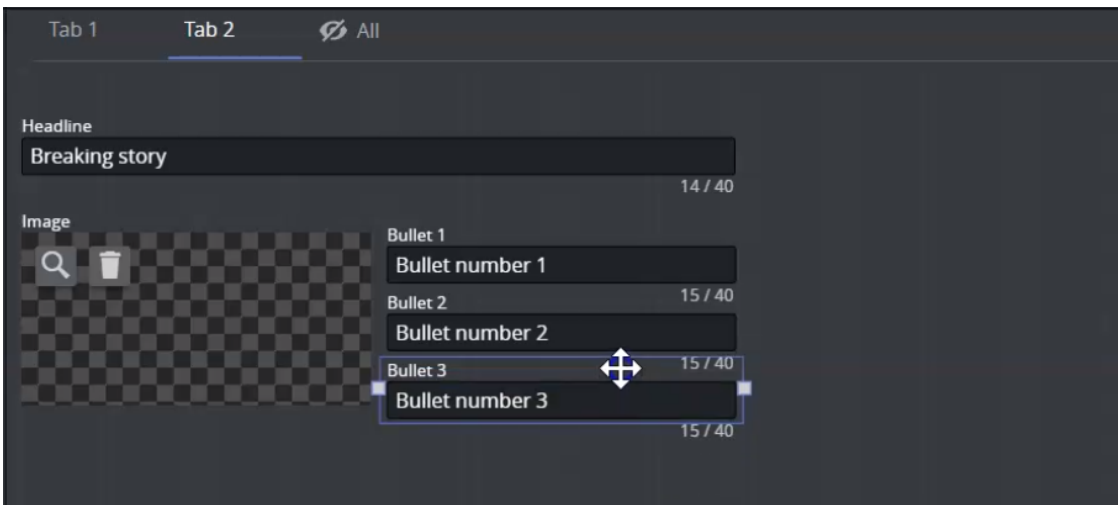 Tab 1 Tab 2 All
Headline
Breaking story
14 / 40
Image
Bullet 1
Bullet number 1
15 / 40
Bullet 2
Bullet number 2
15 / 40
Bullet 3
Bullet number 3
15 / 40